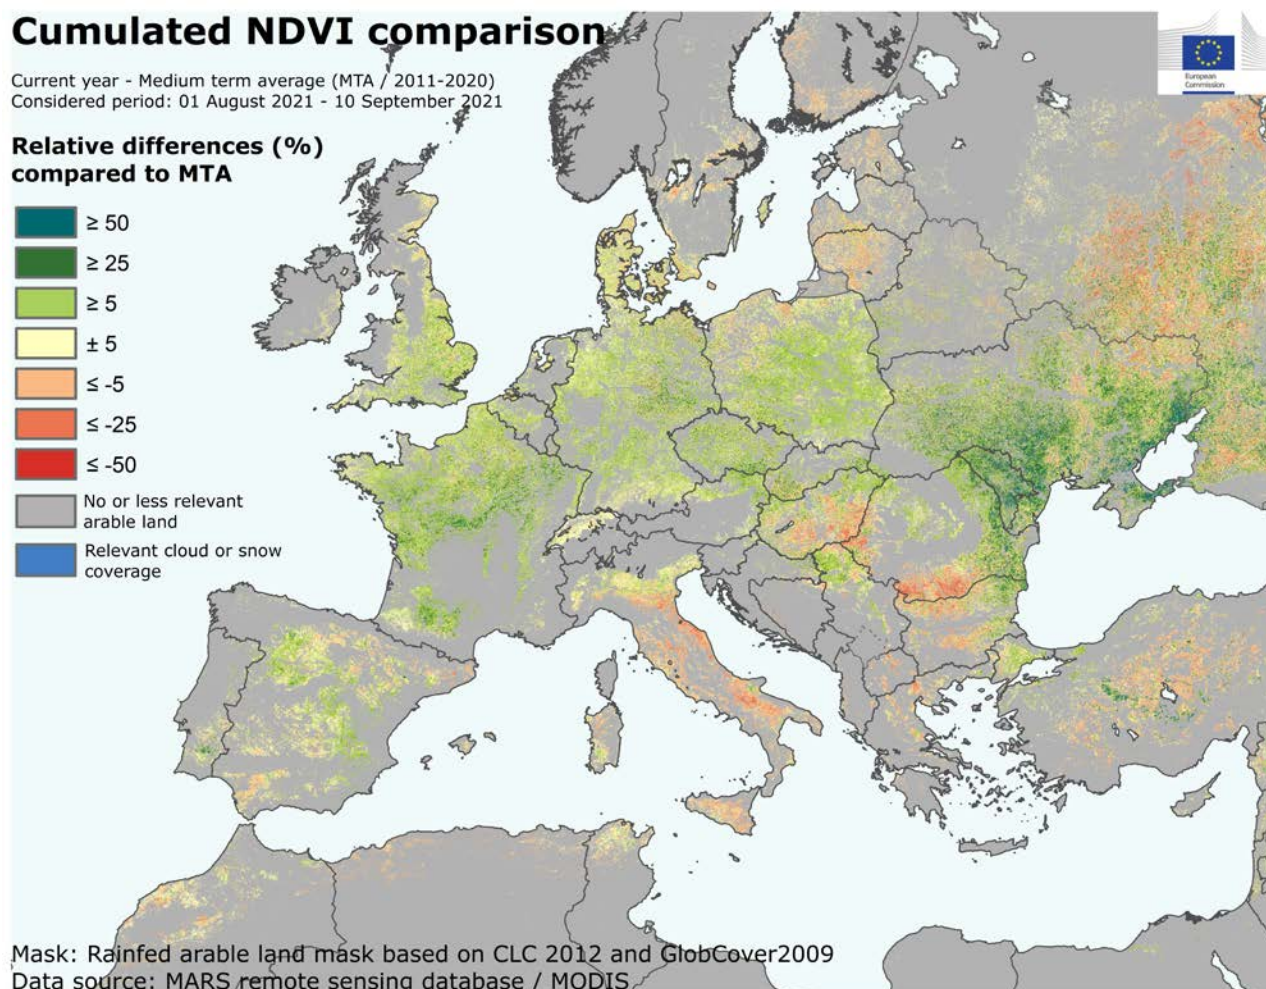 Cumulated NDVI comparison
Current year - Medium term average (MTA / 2011-2020)
Considered period: 01 August 2021 - 10 September 2021
Relative differences (%)
compared to MTA
≥ 50
≥ 25
≥ 5
± 5
≤ -5
≤ -25
≤ -50
No or less relevant
arable land
Relevant cloud or snow
coverage
European
Commission
Mask: Rainfed arable land mask based on CLC 2012 and GlobCover2009
Data source: MARS remote sensing database / MODIS